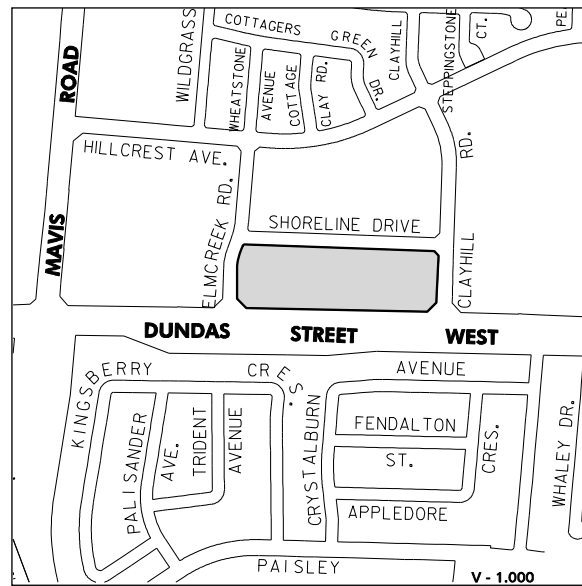 COTTAGERS GREEN DR.
WILDGRASS
WHEATSTONE
AVENUE
COTTAGE
CLAY RD.
CLAYHILL
STEPPINGSTONE
CT.
PE
MAVIS ROAD
HILLCREST AVE.
ELMCREEK RD.
SHORELINE DRIVE
CLAYHILL RD.
DUNDAS STREET WEST
KINGSBERRY CRES.
CRYSTALBURN AVENUE
PALISANDER AVE.
TRIDENT AVENUE
FENDALTON ST.
APPLEDORE CRES.
WHALEY DR.
PAISLEY
V - 1.000